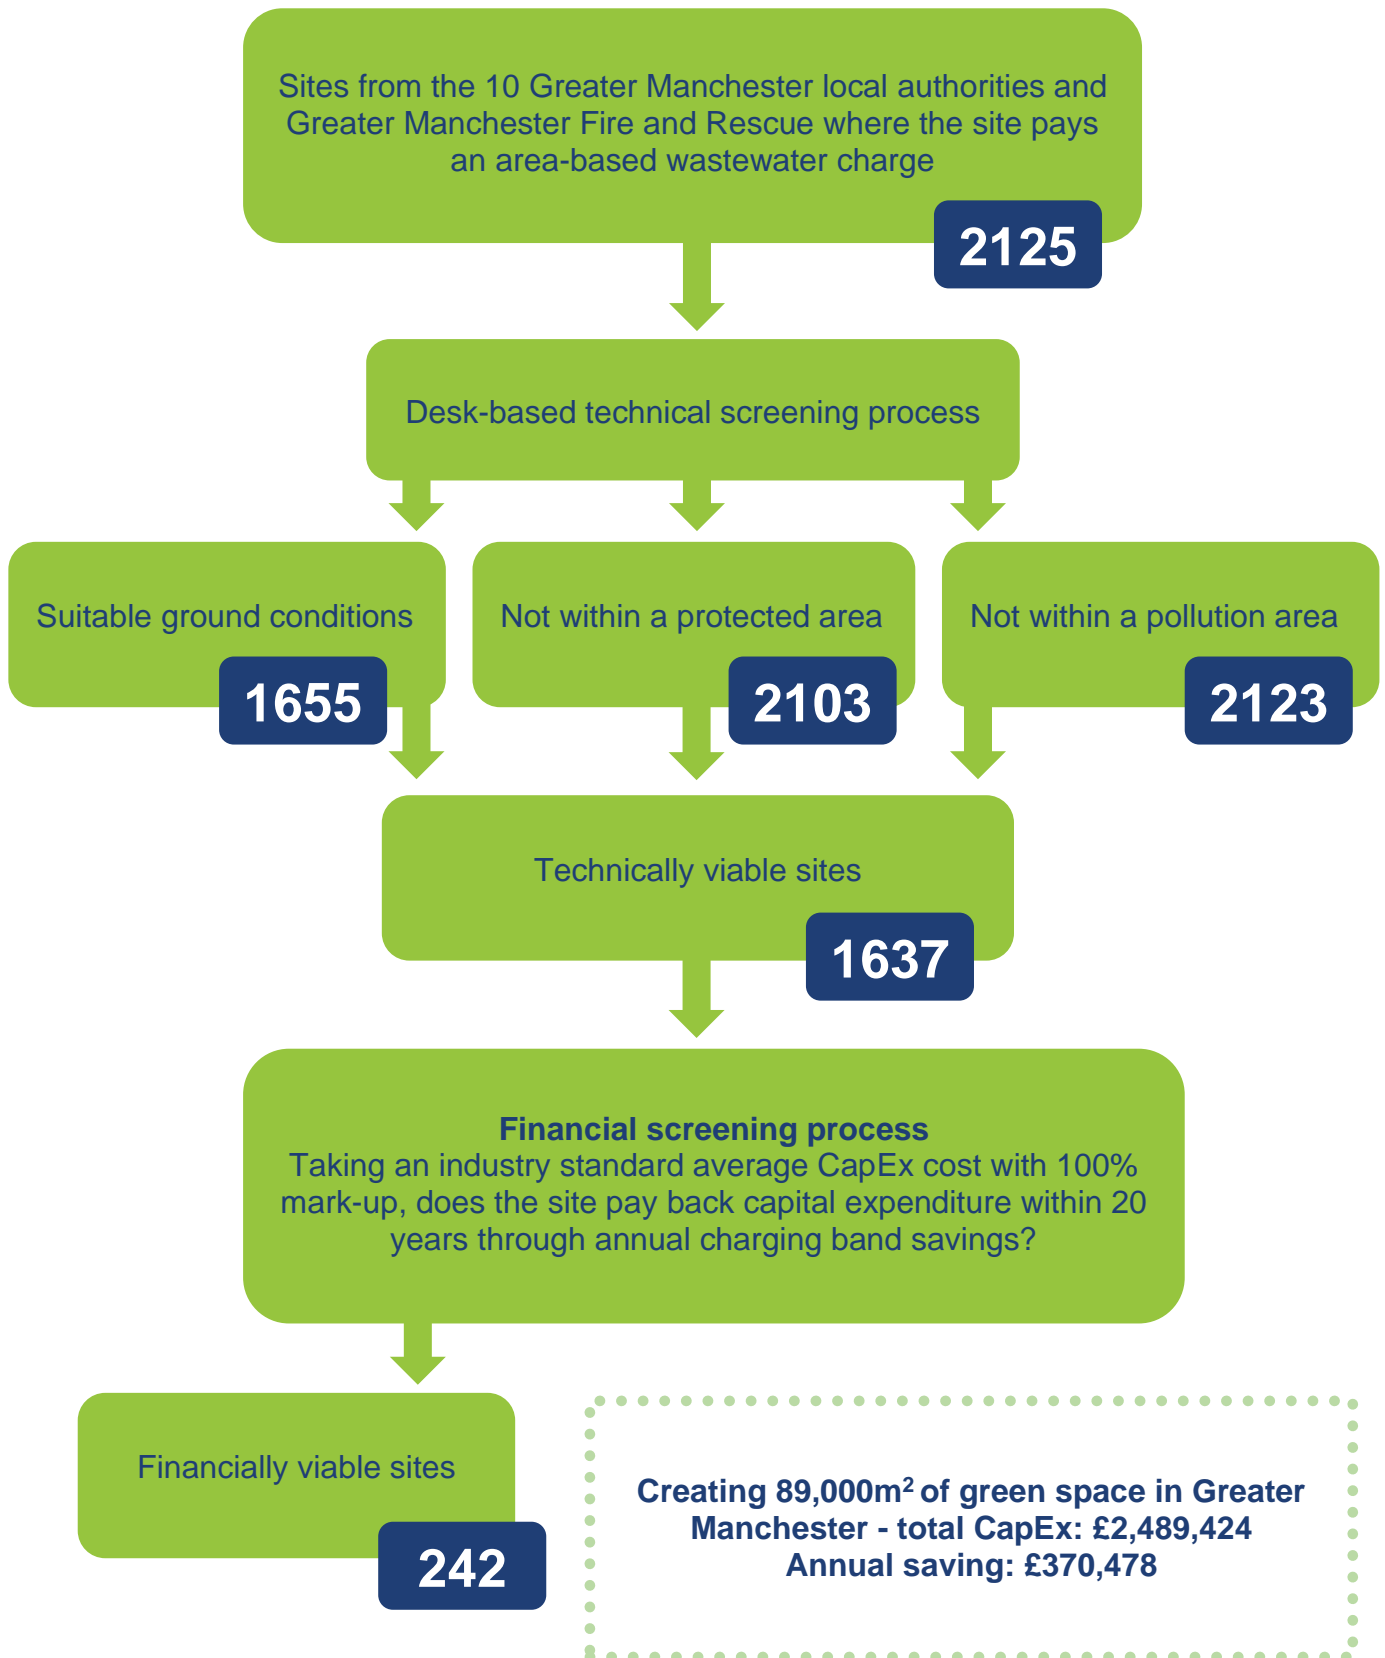 Sites from the 10 Greater Manchester local authorities and
Greater Manchester Fire and Rescue where the site pays
an area-based wastewater charge
2125
Desk-based technical screening process
Suitable ground conditions
1655
Not within a protected area
2103
Not within a pollution area
2123
Technically viable sites
1637
Financial screening process
Taking an industry standard average CapEx cost with 100%
mark-up, does the site pay back capital expenditure within 20
years through annual charging band savings?
Financially viable sites
242
Creating 89,000m² of green space in Greater
Manchester - total CapEx: £2,489,424
Annual saving: £370,478